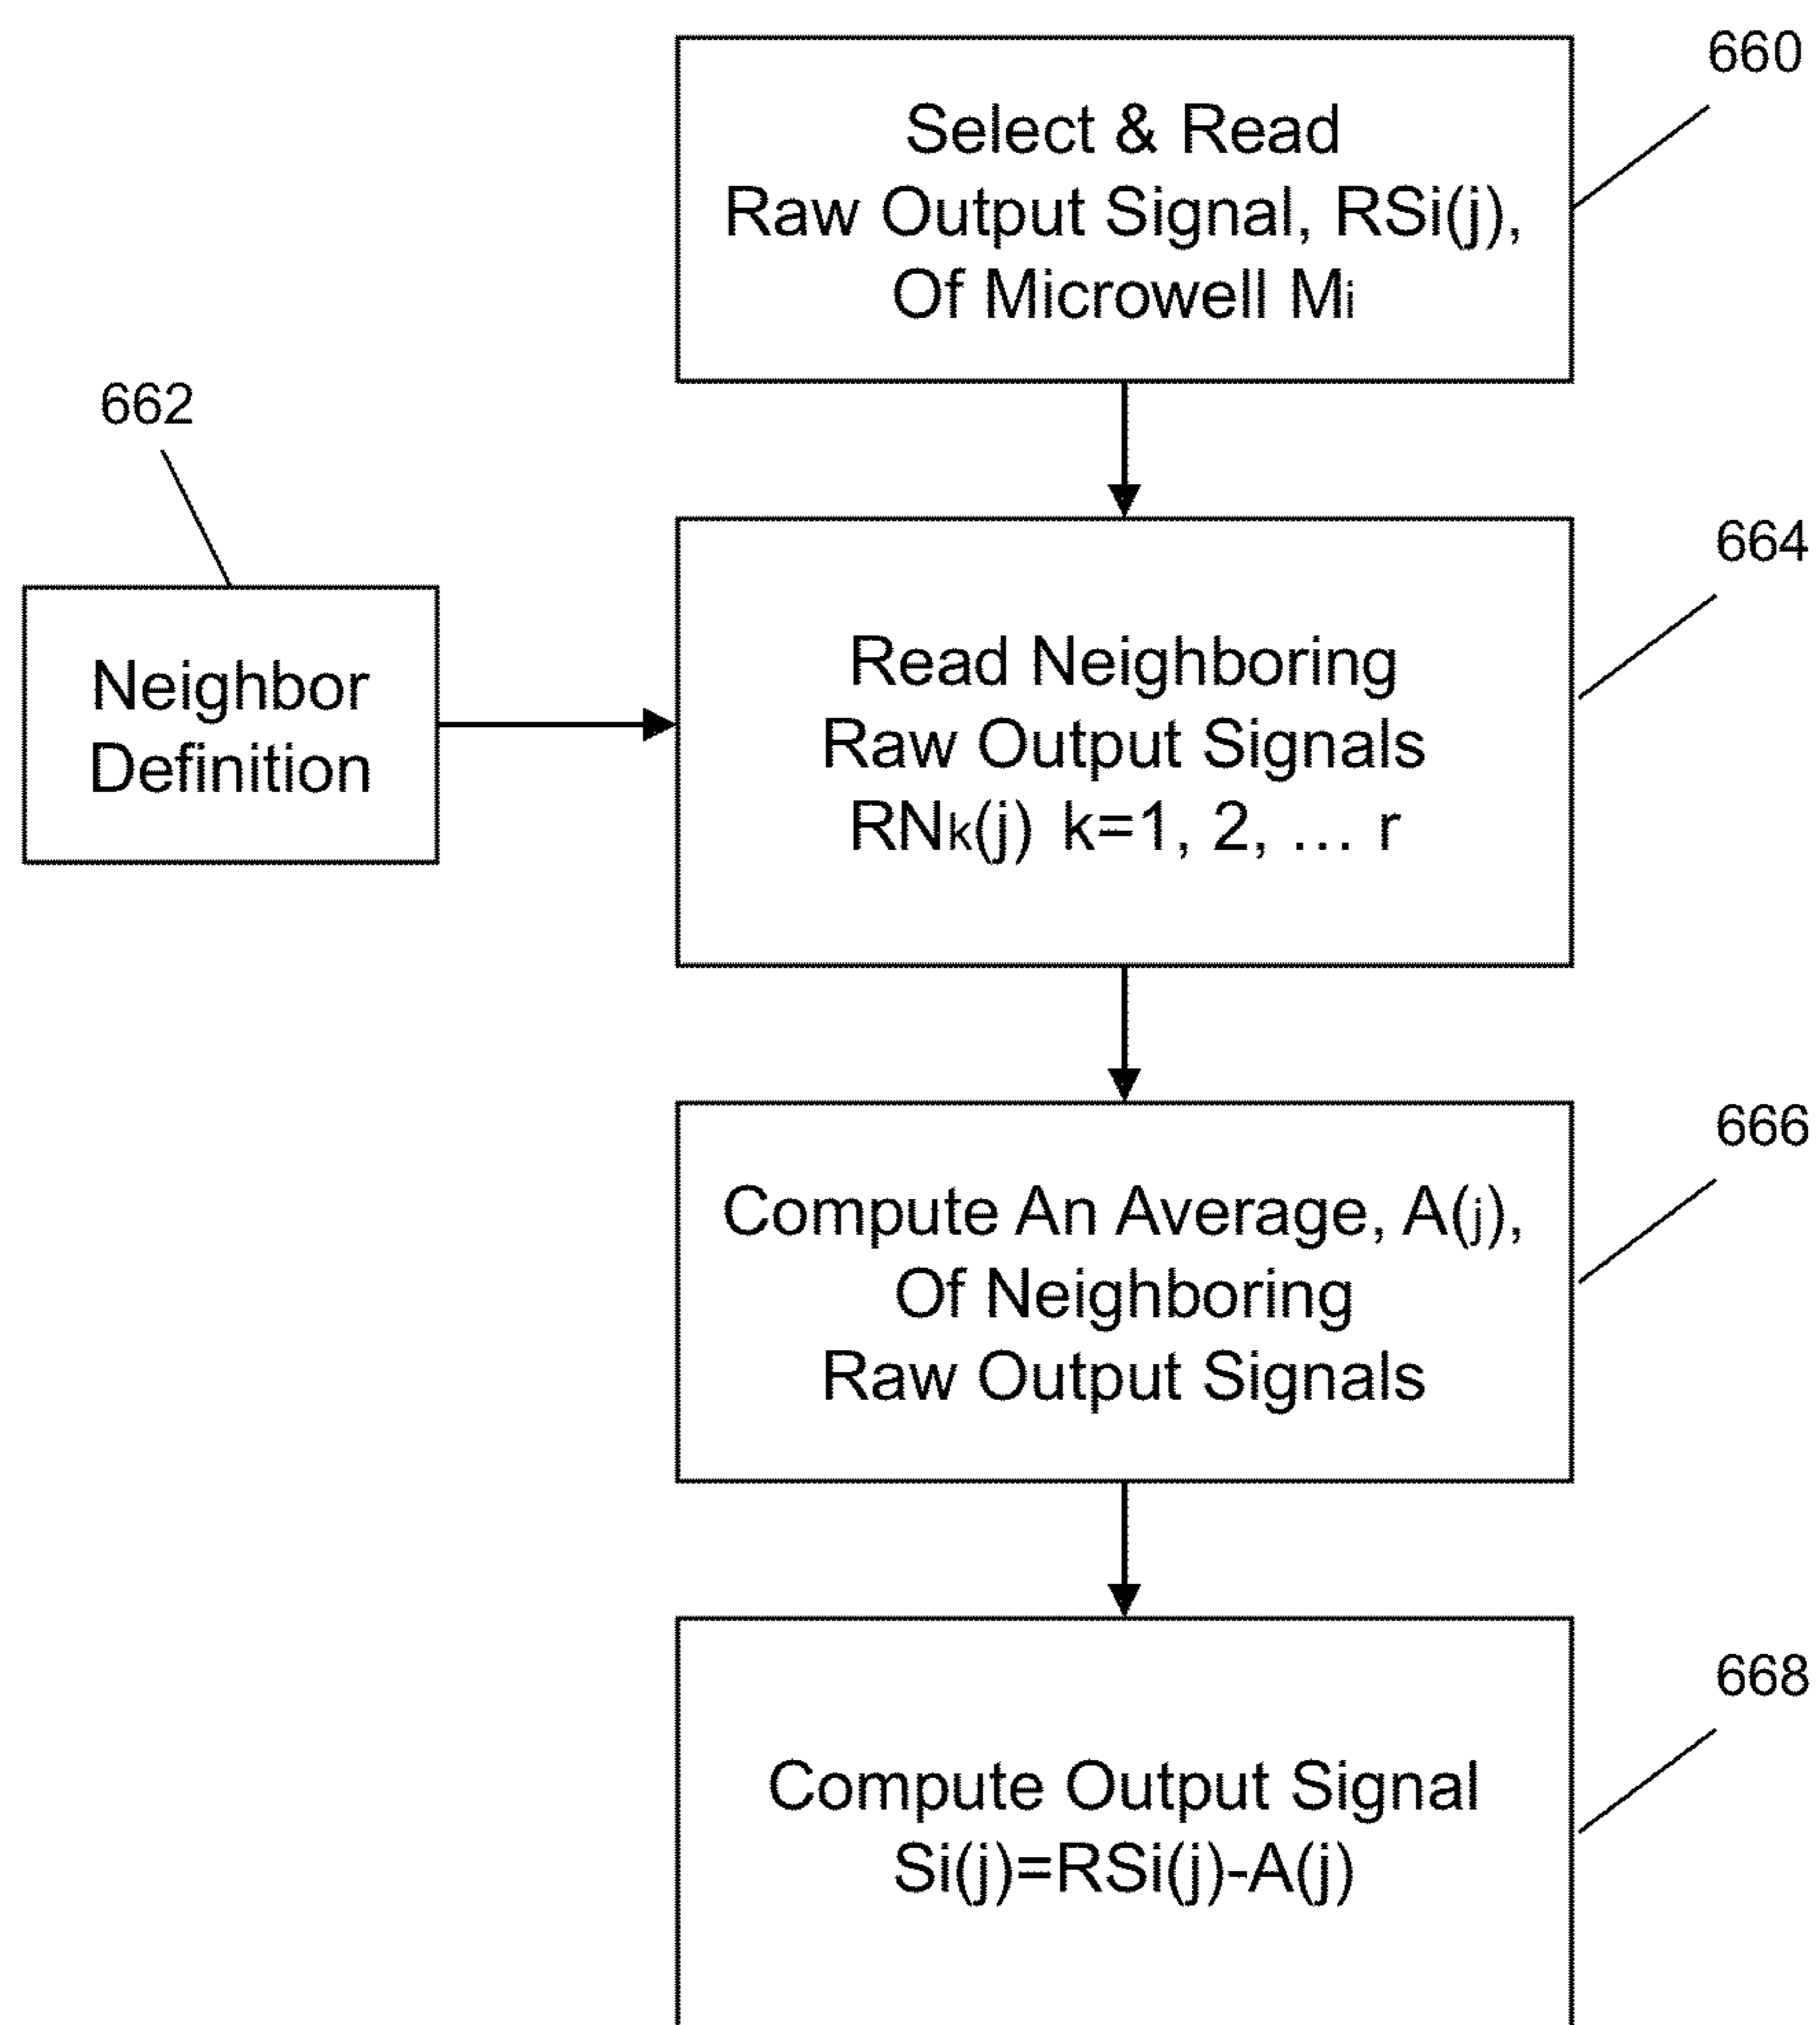 660
Select & Read
Raw Output Signal, RSi(j),
Of Microwell Mi
662
664
Neighbor
Definition
Read Neighboring
Raw Output Signals
RNk(j) k=1, 2, ... r
666
Compute An Average, A(j),
Of Neighboring
Raw Output Signals
668
Compute Output Signal
Si(j)=RSi(j)-A(j)